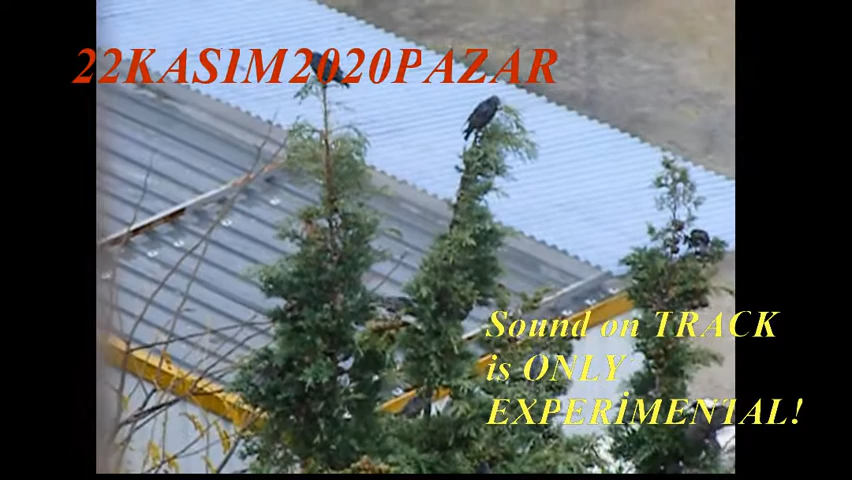 22KASIM2020PAZAR
Sound on TRACK
is ONLY
EXPERİMENTAL!